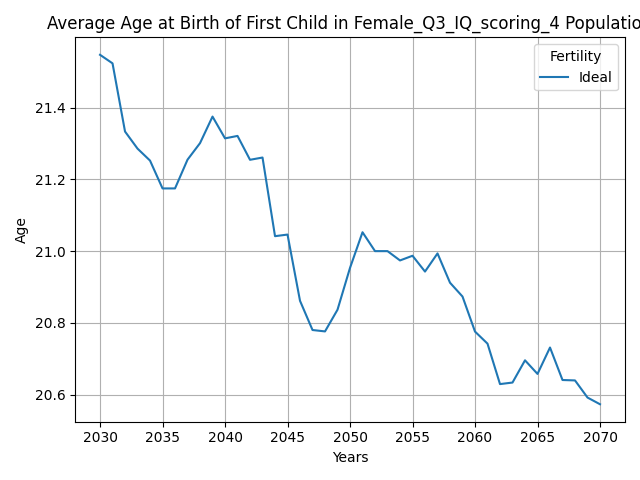 Average Age at Birth of First Child in Female_Q3_IQ_scoring_4 Populatio
Fertility
Ideal
21.4
21.2
21.0
20.8
20.6
Age
2030 2035 2040 2045 2050 2055 2060 2065 2070
Years